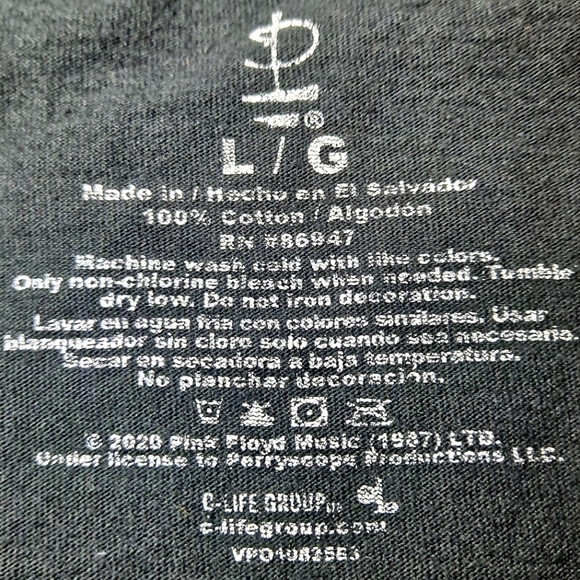 ®
L / G
Made in / Hecho en El Salvador
100% Cotton / Algodón
RN #86947
Machine wash cold with like colors.
Only non-chlorine bleach when needed. Tumble
dry low. Do not iron decoration.
Lavar en agua fria con colores similares. Usar
blanqueador sin cloro solo cuando sea necesario.
Secar en secadora a baja temperatura.
No planchar decoración.
© 2020 Pink Floyd Music (1987) LTD.
Under license to Perryscope Productions LLC.
C-LIFE GROUP
c-lifegroup.com